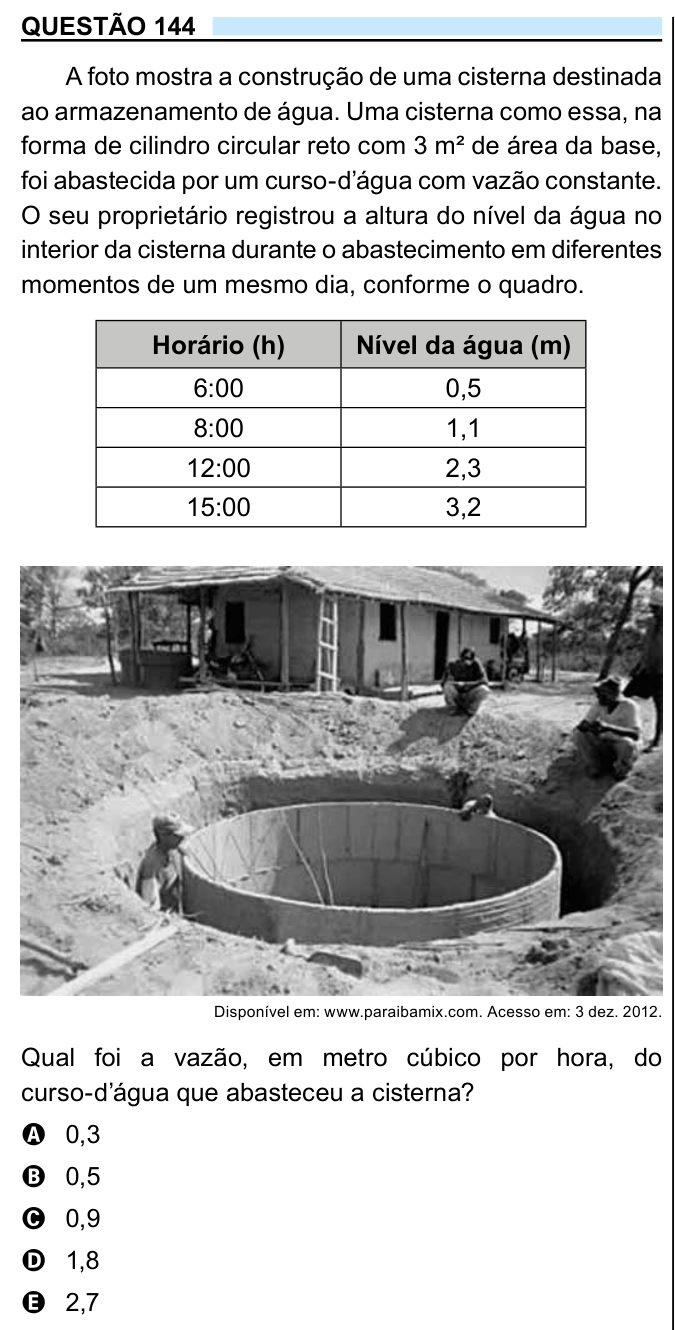 QUESTÃO 144
A foto mostra a construção de uma cisterna destinada
ao armazenamento de água. Uma cisterna como essa, na
forma de cilindro circular reto com 3 m² de área da base,
foi abastecida por um curso-d’água com vazão constante.
O seu proprietário registrou a altura do nível da água no
interior da cisterna durante o abastecimento em diferentes
momentos de um mesmo dia, conforme o quadro.
Horário (h) Nível da água (m)
6:00 0,5
8:00 1,1
12:00 2,3
15:00 3,2
Disponível em: www.paraibamix.com. Acesso em: 3 dez. 2012.
Qual foi a vazão, em metro cúbico por hora, do
curso-d’água que abasteceu a cisterna?
A 0,3
B 0,5
C 0,9
D 1,8
E 2,7